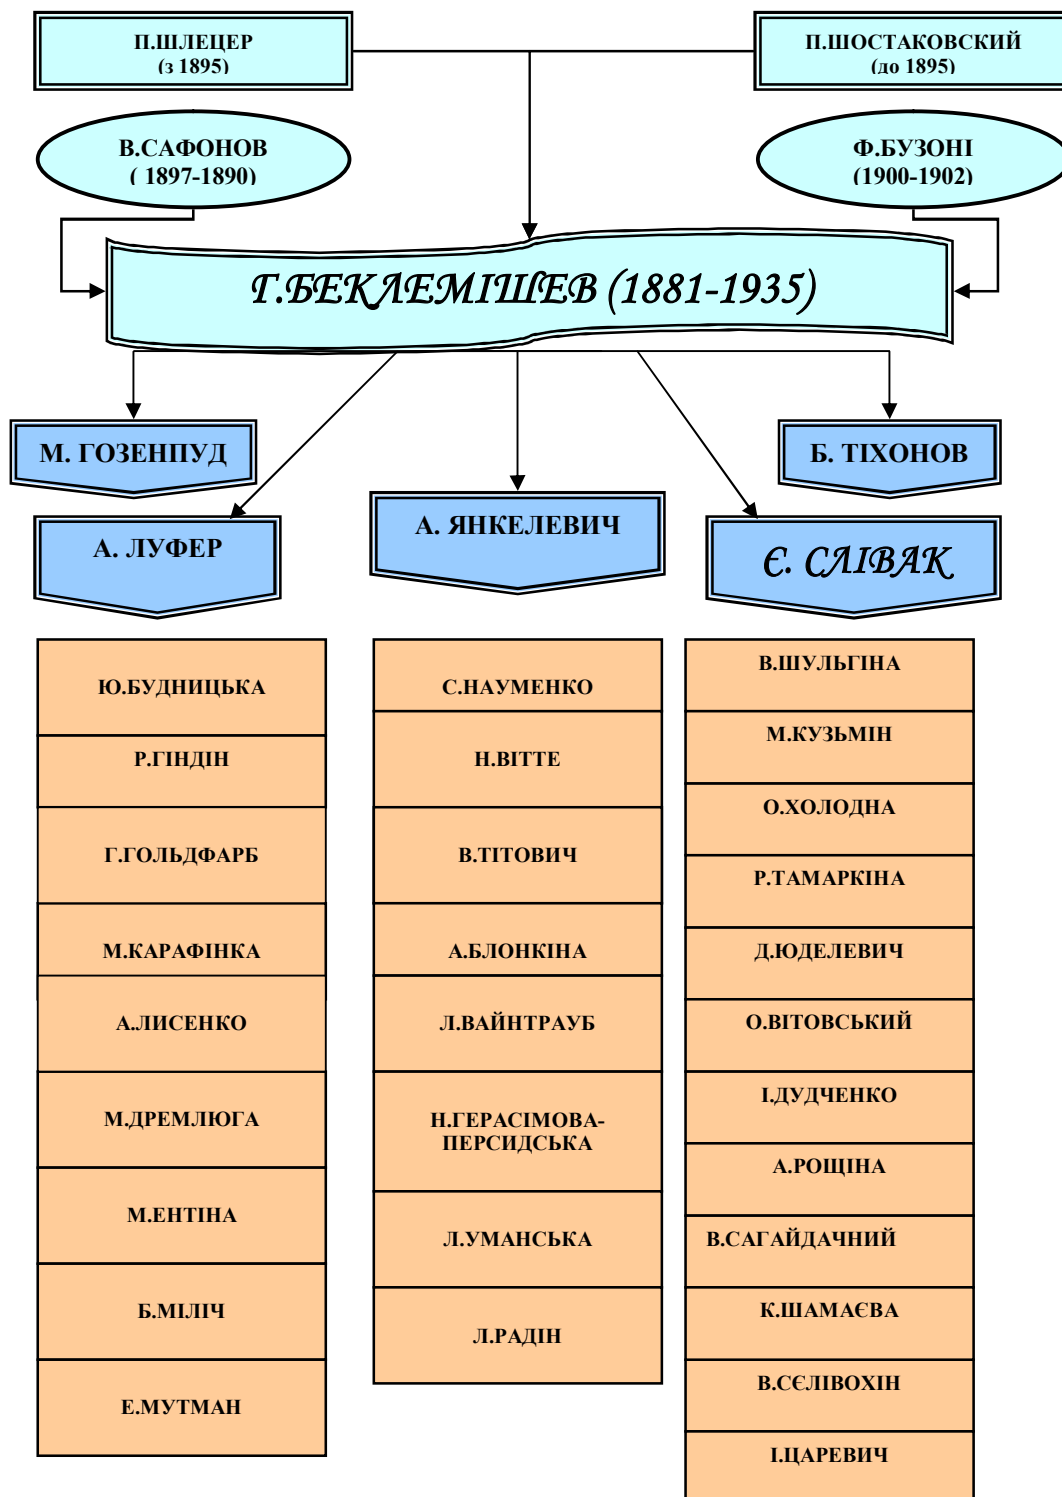 П.ШЛЕЦЕР
(з 1895)
П.ШОСТАКОВСКИЙ
(до 1895)
В.САФОНОВ
( 1897-1890)
Ф.БУЗОНІ
(1900-1902)
Г.БЕКЛЕМІШЕВ (1881-1935)
М. ГОЗЕНПУД
Б. ТІХОНОВ
А. ЛУФЕР
А. ЯНКЕЛЕВИЧ
Є. СЛІВАК
Ю.БУДНИЦЬКА
Р.ГІНДІН
Г.ГОЛЬДФАРБ
М.КАРАФІНКА
А.ЛИСЕНКО
М.ДРЕМЛЮГА
М.ЕНТІНА
Б.МІЛІЧ
Е.МУТМАН
С.НАУМЕНКО
Н.ВІТТЕ
В.ТІТОВИЧ
А.БЛОНКІНА
Л.ВАЙНТРАУБ
Н.ГЕРАСІМОВА-
ПЕРСИДСЬКА
Л.УМАНСЬКА
Л.РАДІН
В.ШУЛЬГІНА
М.КУЗЬМІН
О.ХОЛОДНА
Р.ТАМАРКІНА
Д.ЮДЕЛЕВИЧ
О.ВІТОВСЬКИЙ
І.ДУДЧЕНКО
А.РОЩІНА
В.САГАЙДАЧНИЙ
К.ШАМАЄВА
В.СЄЛІВОХІН
І.ЦАРЕВИЧ